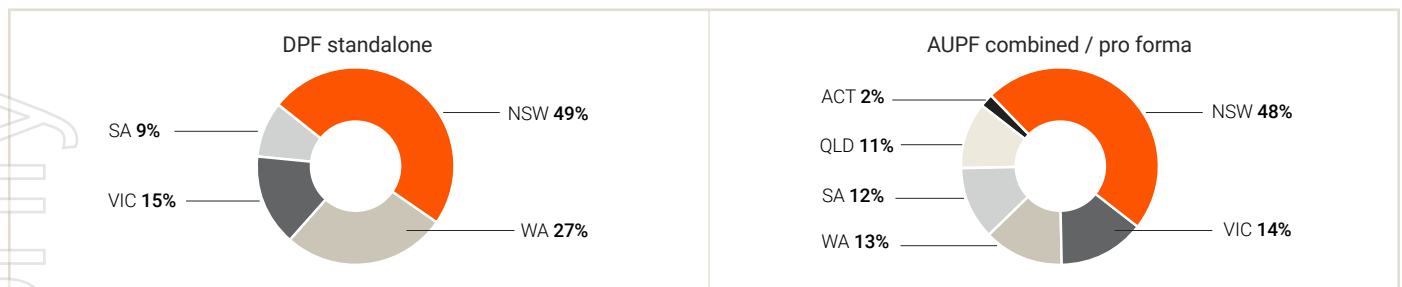 DPF standalone
NSW 49%
SA 9%
VIC 15%
WA 27%
AUPF combined / pro forma
ACT 2%
NSW 48%
QLD 11%
SA 12%
WA 13%
VIC 14%